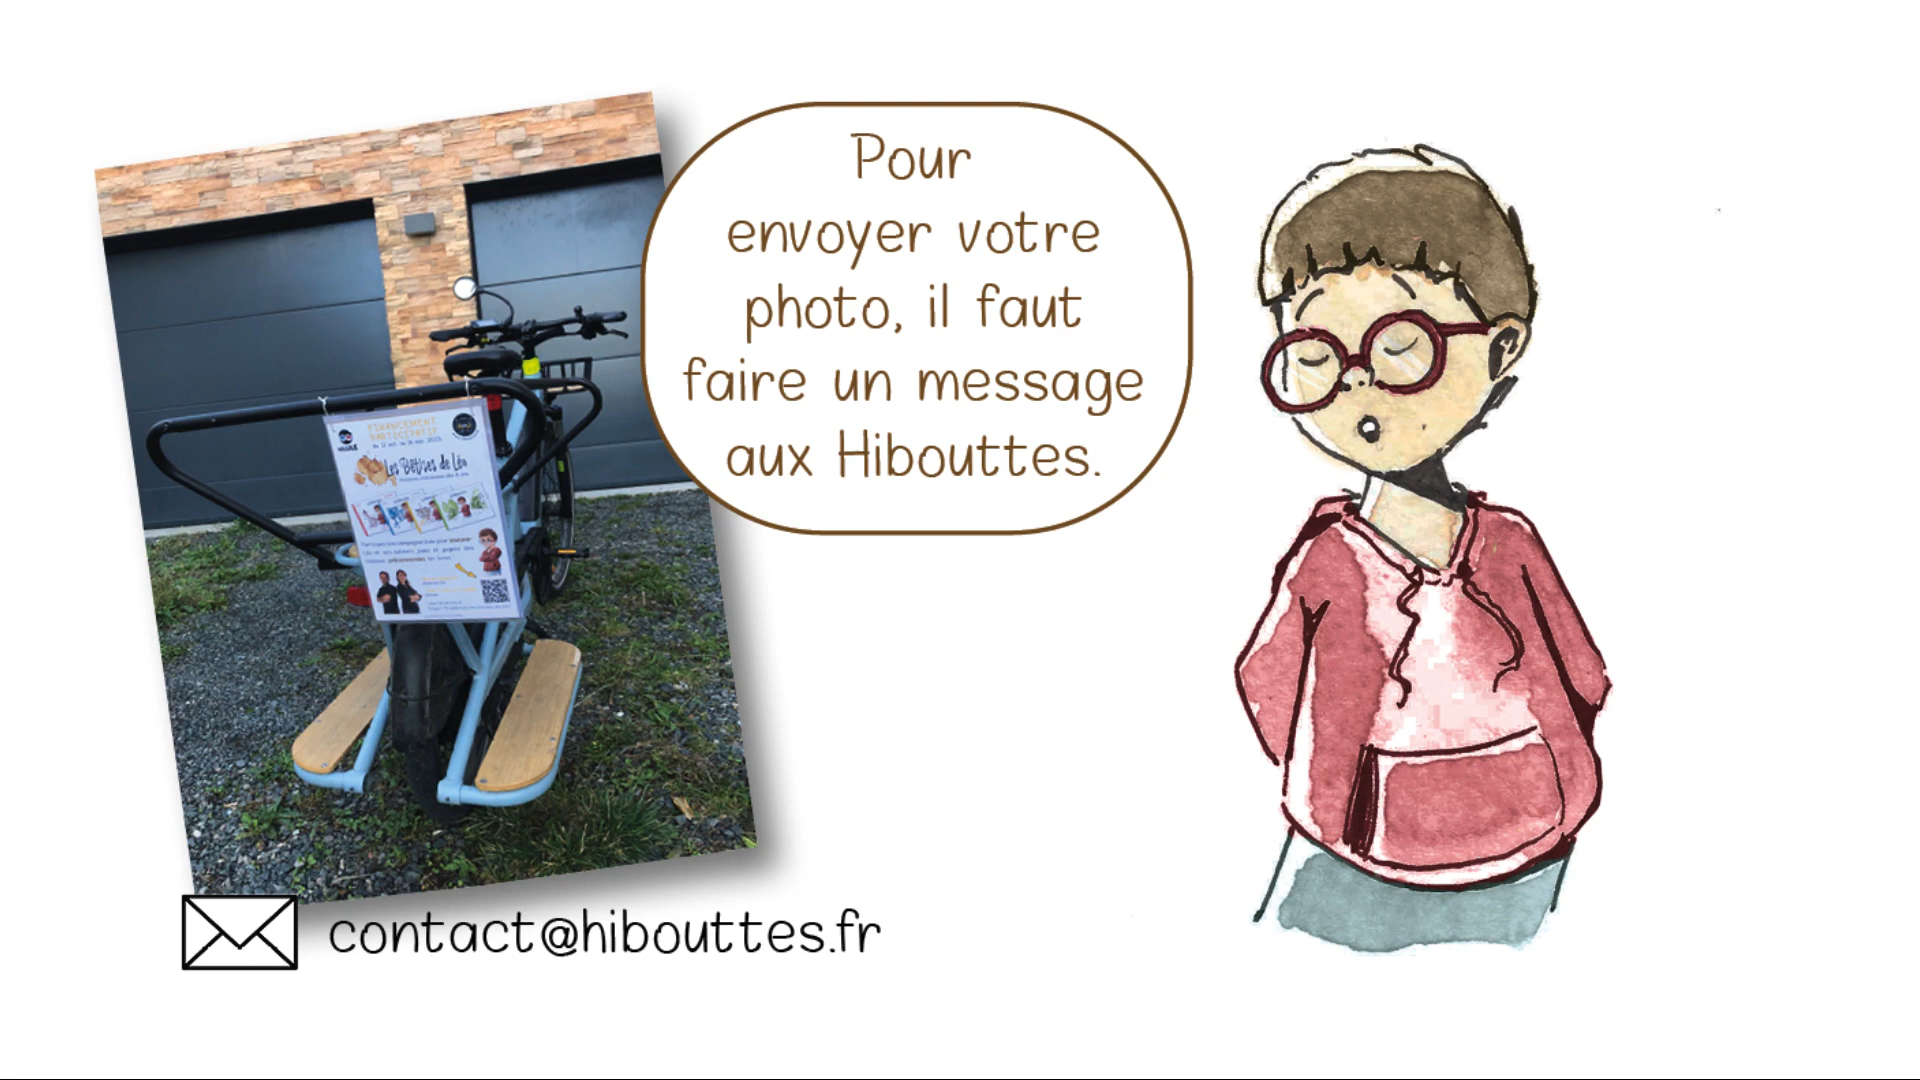 Pour
envoyer votre
photo, il faut
faire un message
aux Hibouttes.
FINANCEMENT
PARTICIPATIF
Les Bêtises de Léo
contact@hibouttes.fr